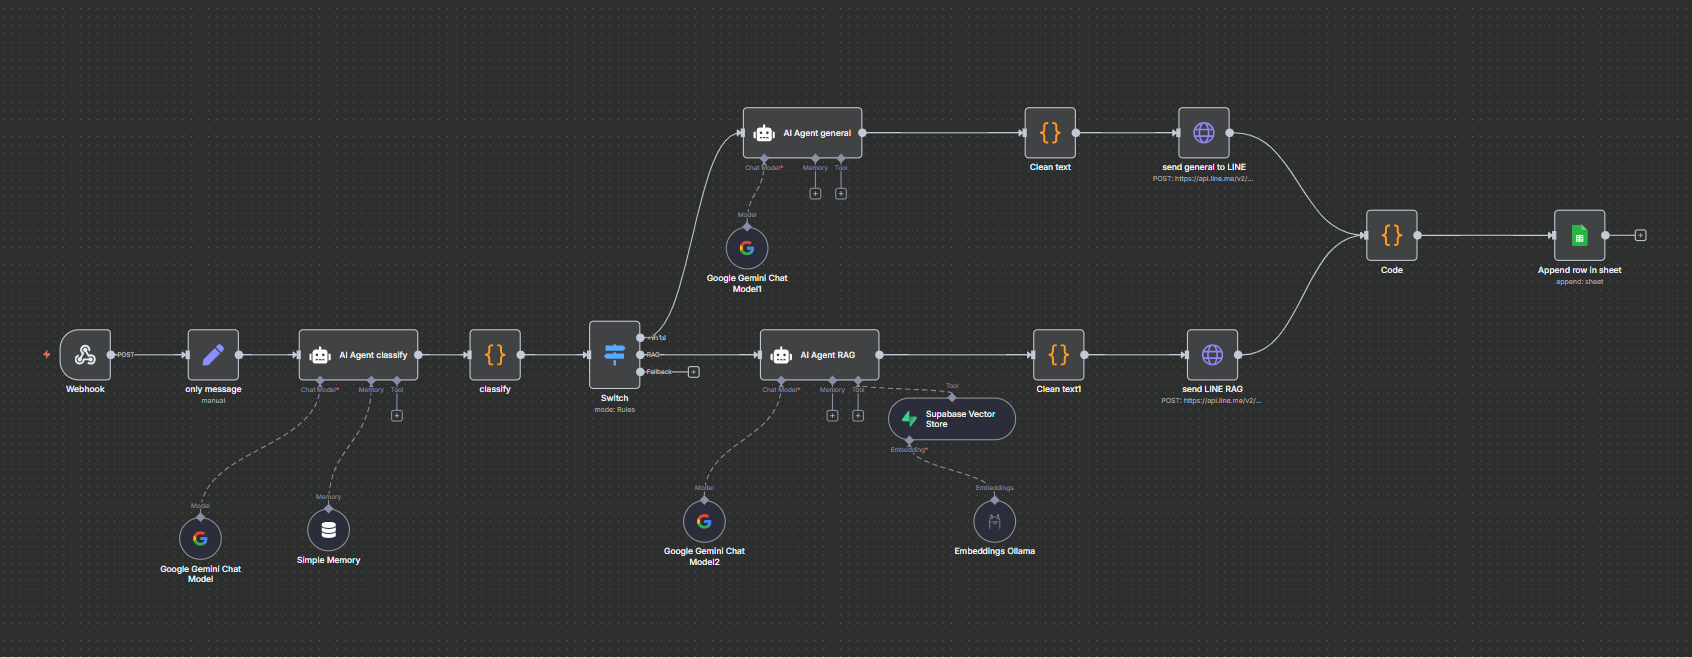 AI Agent general
Chat Model*
Memory
Tool
Model
Google Gemini Chat
Model1
Clean text
send general to LINE
POST: https://api.line.me/v2/...
Code
Append row in sheet
append: sheet
POST
Webhook
only message
manual
AI Agent classify
Chat Model*
Memory
Tool
Model
Google Gemini Chat
Model
Memory
Simple Memory
classify
Switch
mode: Rules
RAG
Fallback
AI Agent RAG
Chat Model*
Memory
Tool
Tool
Supabase Vector
Store
Embedding*
Model
Google Gemini Chat
Model2
Embeddings
Embeddings Ollama
Clean text1
send LINE RAG
POST: https://api.line.me/v2/...